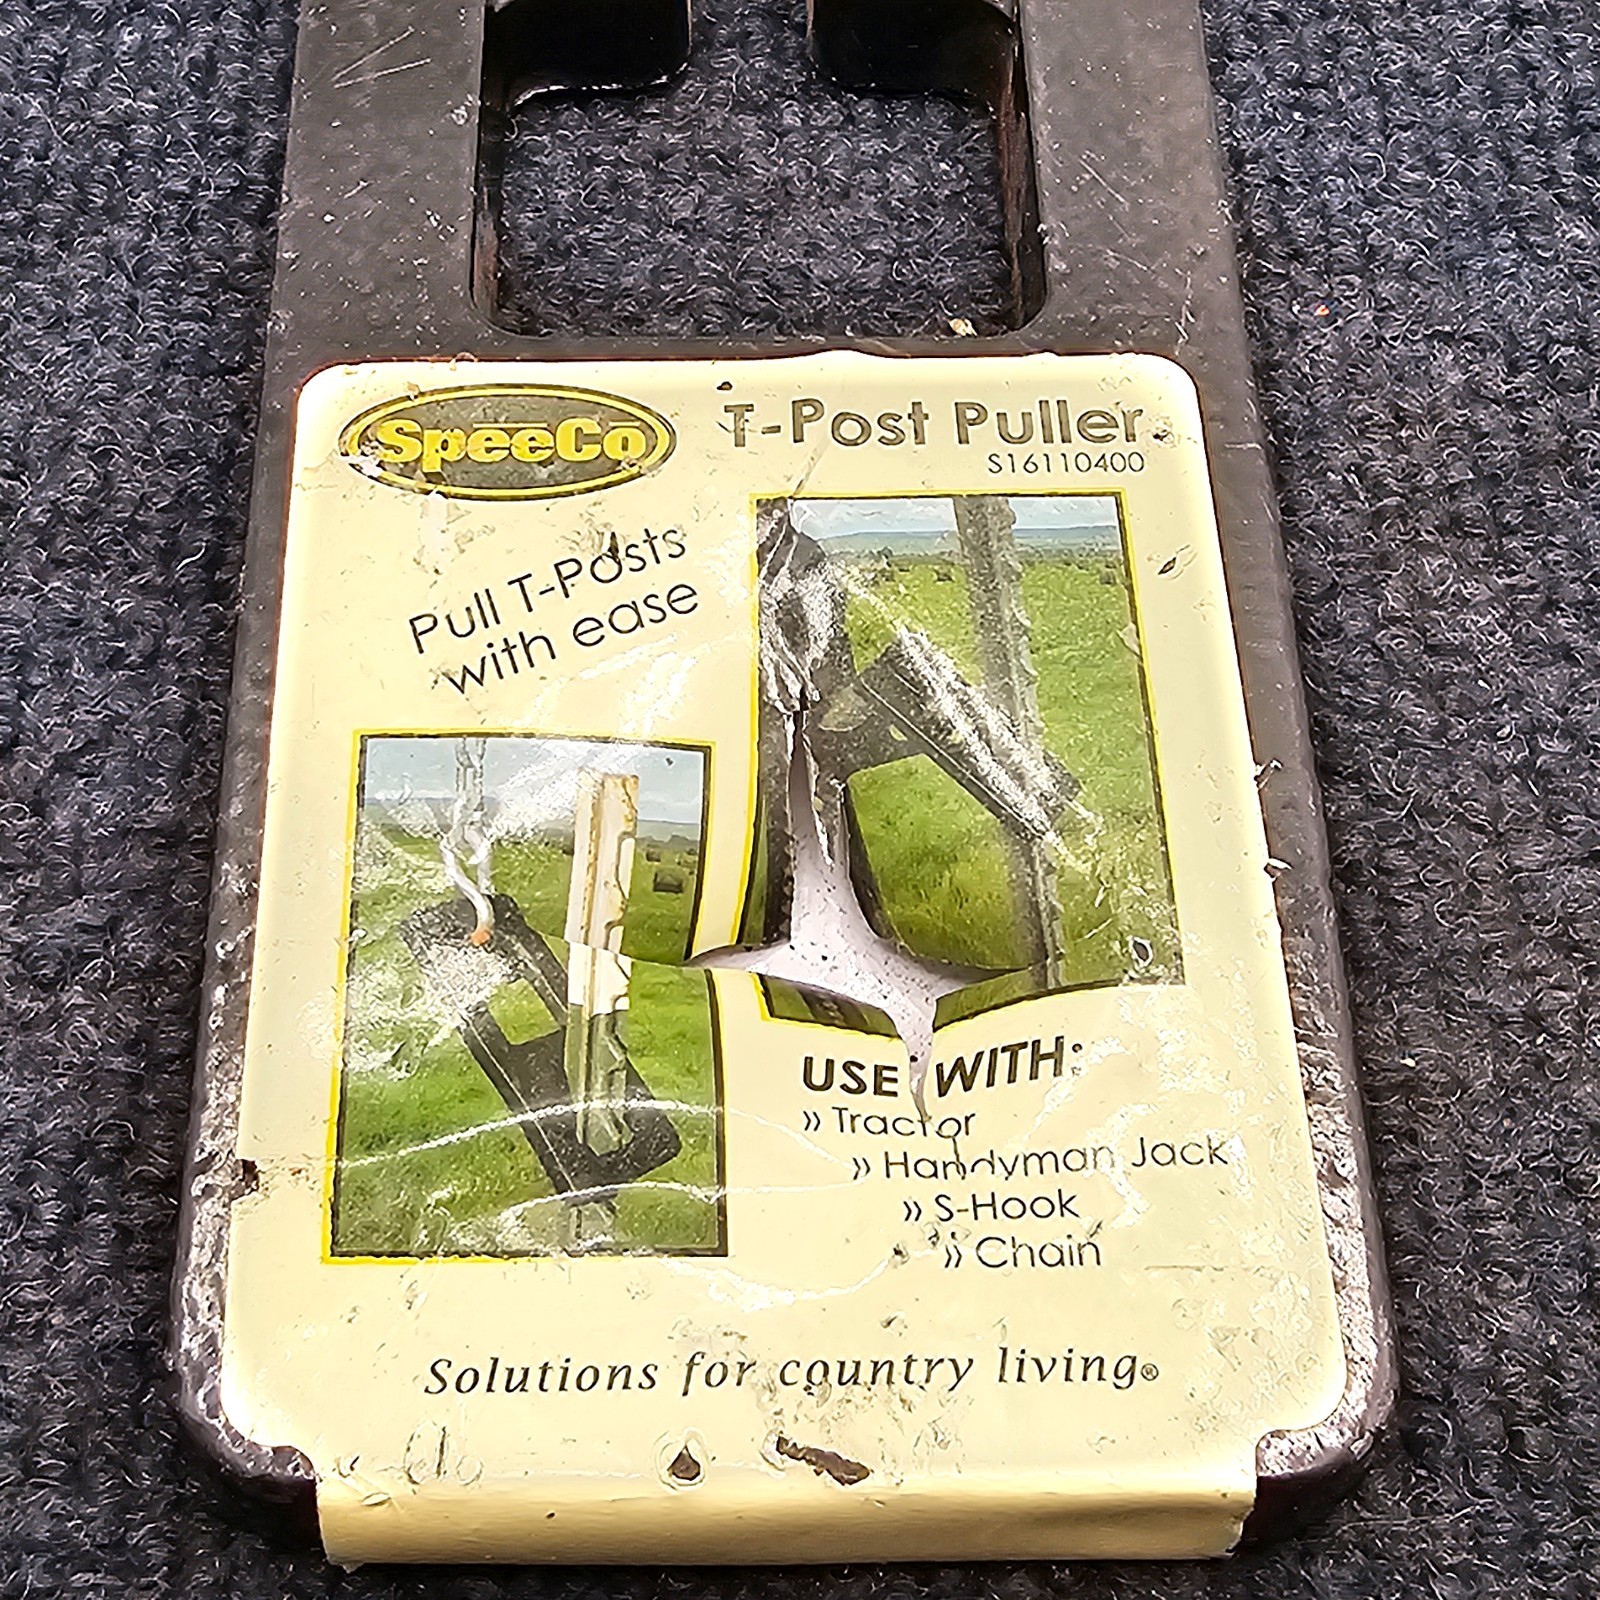 SpeeCo
T-Post Puller
S16110400
Pull T-Posts
with ease
USE WITH:
» Tractor
» Handyman Jack
» S-Hook
» Chain
Solutions for country living®